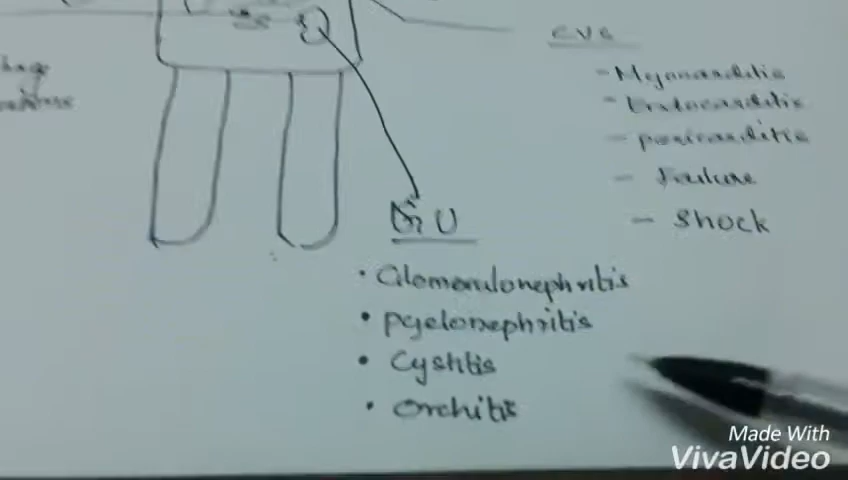 CVS
- Myocarditis
- Endocarditis
- pericarditis
- Failure
- Shock
GU
• Glomerulonephritis
• pyelonephritis
• Cystitis
• Orchitis
Made With
VivaVideo